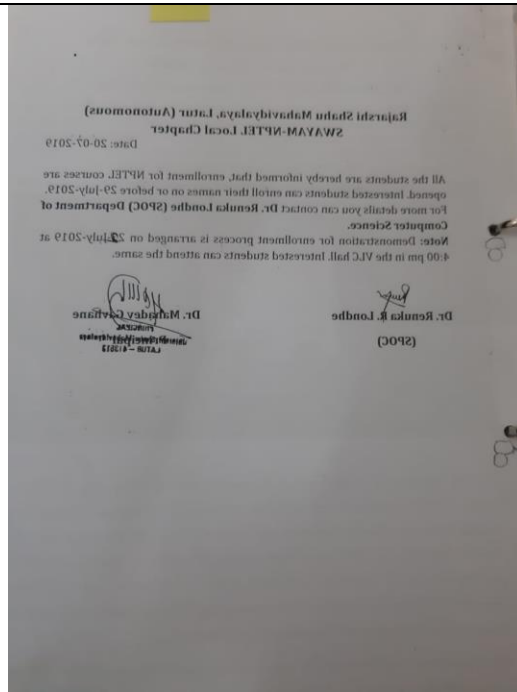 Rajarshi Shahu Mahavidyalaya, Latur (Autonomous)
SWAYAM-NPTEL Local Chapter
Date: 20-07-2019
All the students are hereby informed that, enrollment for NPTEL courses are
opened. Interested students can enroll their names on or before 29-July-2019.
For more details you can contact Dr. Renuka Londhe (SPOC) Department of
Computer Science.
Note: Demonstration for enrollment process is arranged on 22-July-2019 at
4:00 pm in the VLC hall. Interested students can attend the same.
Dr. Renuka R. Londhe Dr. Mahadev Gavhane
(SPOC) Principal
PRINCIPAL
LATUR - 413512